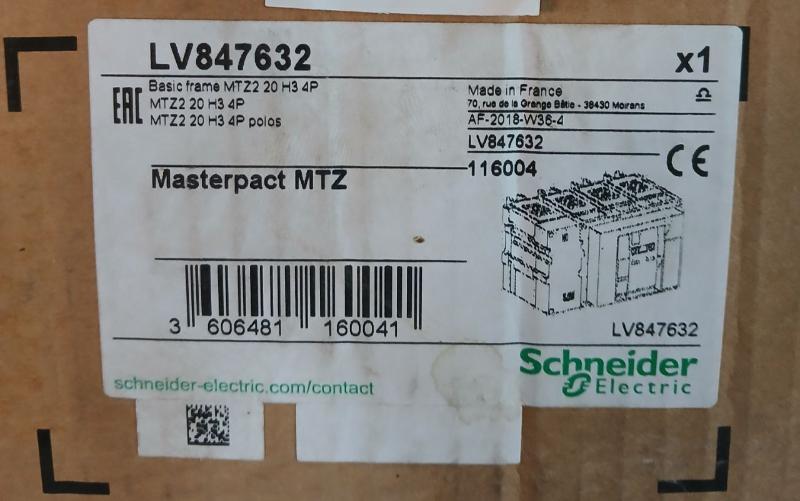 LV847632
x1
Basic frame MTZ2 20 H3 4P
MTZ2 20 H3 4P
MTZ2 20 H3 4P polos
EAC
Made in France
70, rue de la Grange Bâtie - 38430 Moirans
AF-2018-W36-4
LV847632
116004
CE
Masterpact MTZ
3 606481 160041
LV847632
schneider-electric.com/contact
Schneider
Electric